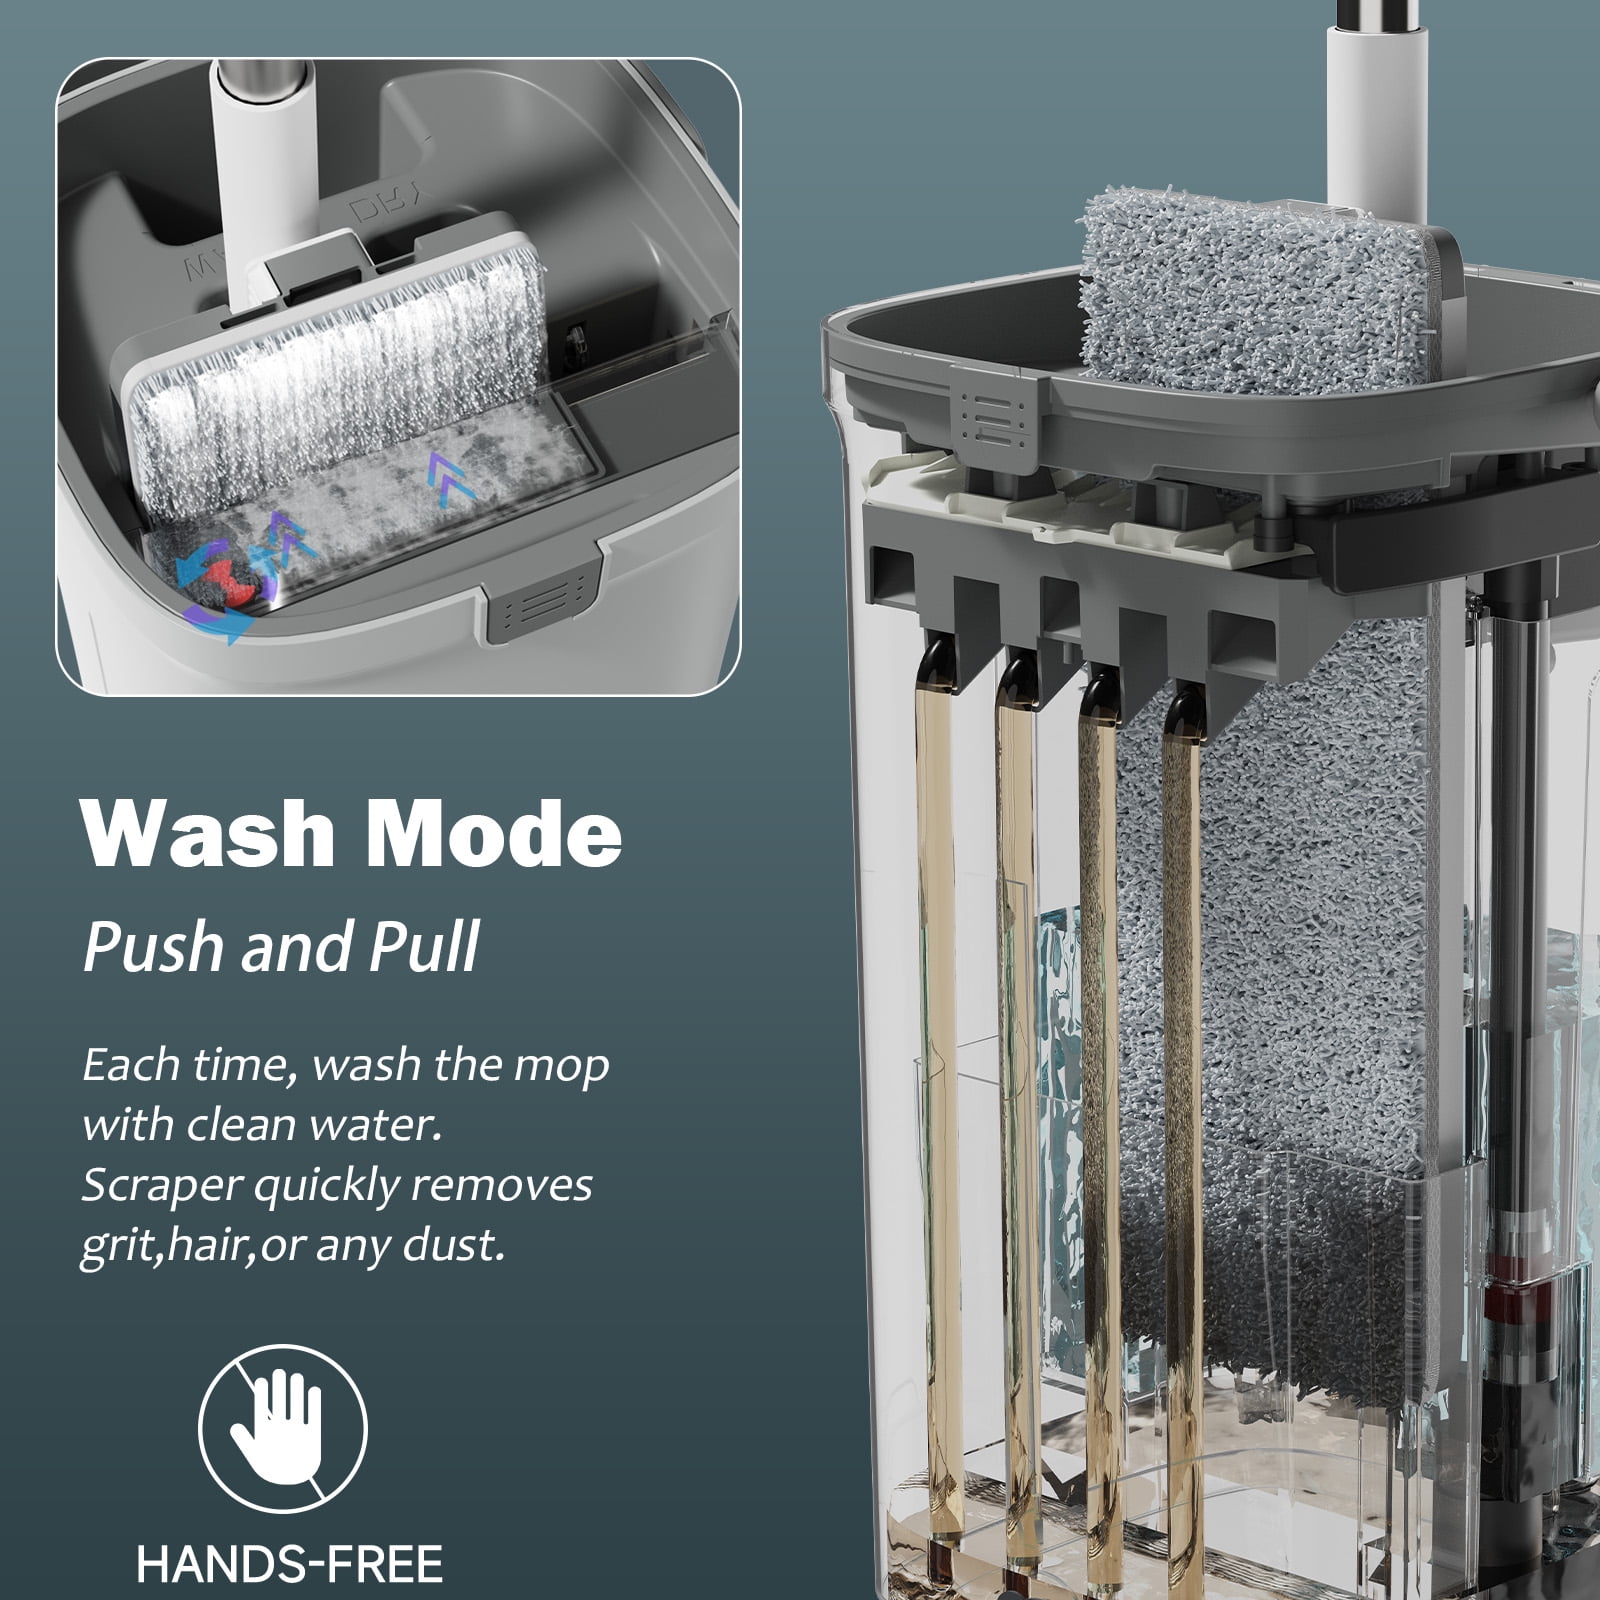 DRY
Wash Mode
Push and Pull
Each time, wash the mop
with clean water.
Scraper quickly removes
grit,hair,or any dust.
HANDS-FREE